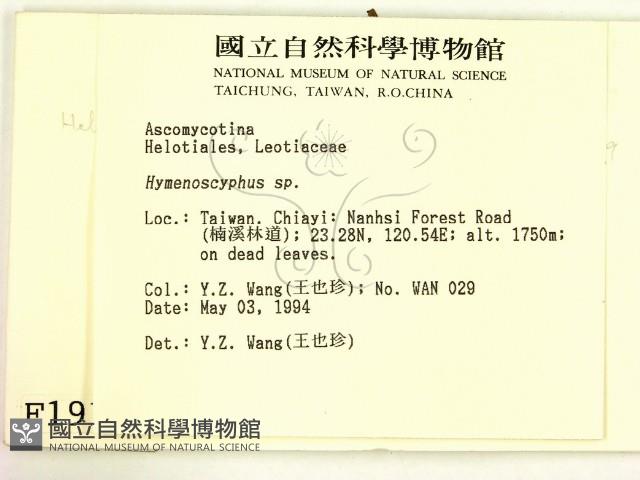 國立自然科學博物館
NATIONAL MUSEUM OF NATURAL SCIENCE
TAICHUNG, TAIWAN, R.O.CHINA
Ascomycotina
Helotiales, Leotiaceae
Hymenoscyphus sp.
Loc.: Taiwan. Chiayi: Nanhsi Forest Road
(楠溪林道); 23.28N, 120.54E; alt. 1750m;
on dead leaves.
Col.: Y.Z. Wang(王也珍); No. WAN 029
Date: May 03, 1994
Det.: Y.Z. Wang(王也珍)
F19
國立自然科學博物館
NATIONAL MUSEUM OF NATURAL SCIENCE